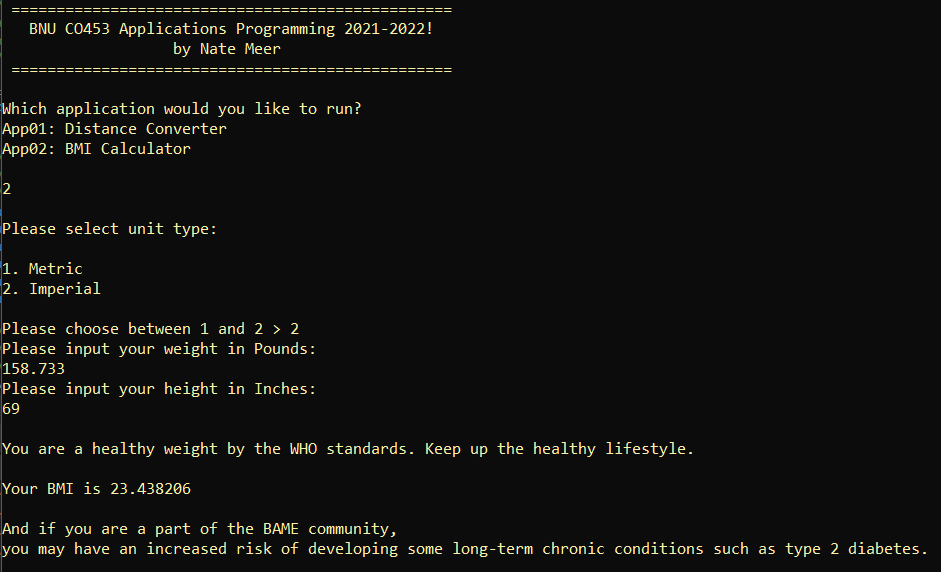 =================================================
BNU CO453 Applications Programming 2021-2022!
by Nate Meer
=================================================
Which application would you like to run?
App01: Distance Converter
App02: BMI Calculator
2
Please select unit type:
1. Metric
2. Imperial
Please choose between 1 and 2 > 2
Please input your weight in Pounds:
158.733
Please input your height in Inches:
69
You are a healthy weight by the WHO standards. Keep up the healthy lifestyle.
Your BMI is 23.438206
And if you are a part of the BAME community,
you may have an increased risk of developing some long-term chronic conditions such as type 2 diabetes.